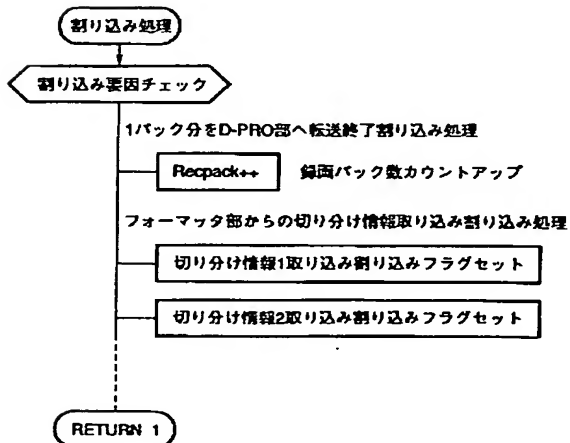 割り込み処理
割り込み要因チェック
1パック分をD-PRO部へ転送終了割り込み処理
Recpack++ 録画パック数カウントアップ
フォーマッタ部からの切り分け情報取り込み割り込み処理
切り分け情報1取り込み割り込みフラグセット
切り分け情報2取り込み割り込みフラグセット
RETURN 1